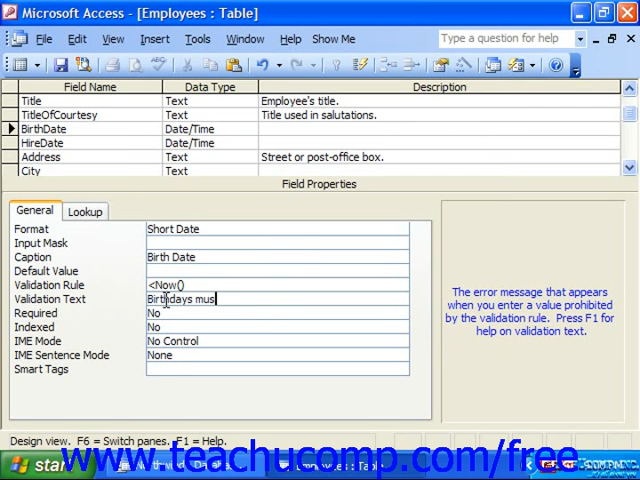 Microsoft Access - [Employees : Table]
File Edit View Insert Tools Window Help Show Me Type a question for help
Field Name Data Type Description
Title Text Employee's title.
TitleOfCourtesy Text Title used in salutations.
BirthDate Date/Time
HireDate Date/Time
Address Text Street or post-office box.
City Text
Field Properties
General Lookup
Format Short Date
Input Mask
Caption Birth Date
Default Value
Validation Rule <Now()
Validation Text Birthdays mus
Required No
Indexed No
IME Mode No Control
IME Sentence Mode None
Smart Tags
The error message that appears
when you enter a value prohibited
by the validation rule. Press F1 for
help on validation text.
Design view. F6 = Switch panes. F1 = Help.
start
www.teachucomp.com/free